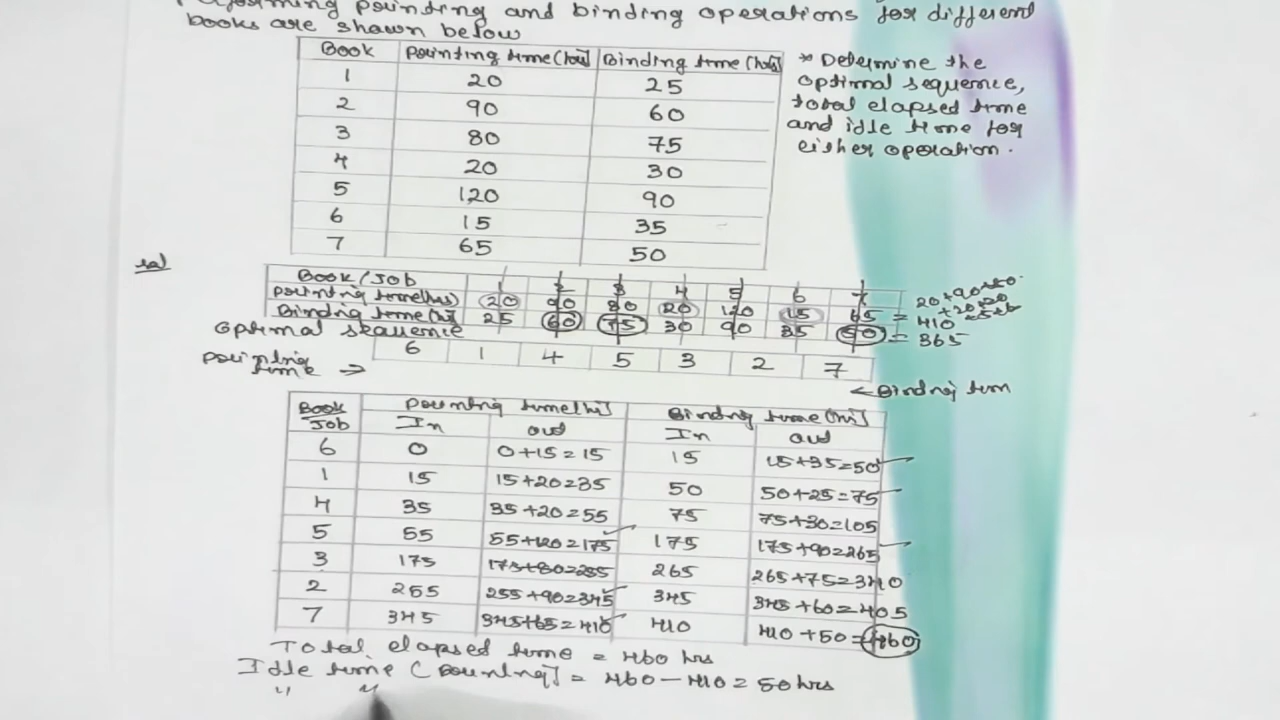 printing and binding operations for different
books are shown below
Book Printing time (hrs) Binding time (hrs)
1 20 25
2 90 60
3 80 75
4 20 30
5 120 90
6 15 35
7 65 50
* Determine the
optimal sequence,
total elapsed time
and idle time for
either operation.
Sol
Book/Job 1 2 3 4 5 6 7
Printing time(hrs) 20 90 80 20 120 15 65 = 410
Binding time(hr) 25 60 75 30 90 35 50 = 365
20+90+80
Optimal sequence
Printing time → 6 1 4 5 3 2 7
← Binding time
Book/Job Printing time(hr) Binding time(hrs)
In out In out
6 0 0+15=15 15 15+35=50
1 15 15+20=35 50 50+25=75
4 35 35+20=55 75 75+30=105
5 55 55+120=175 175 175+90=265
3 175 175+80=255 265 265+75=340
2 255 255+90=345 345 345+60=405
7 345 345+65=410 410 410+50=460
Total elapsed time = 460 hrs
Idle time (Printing) = 460-410=50hrs
" "